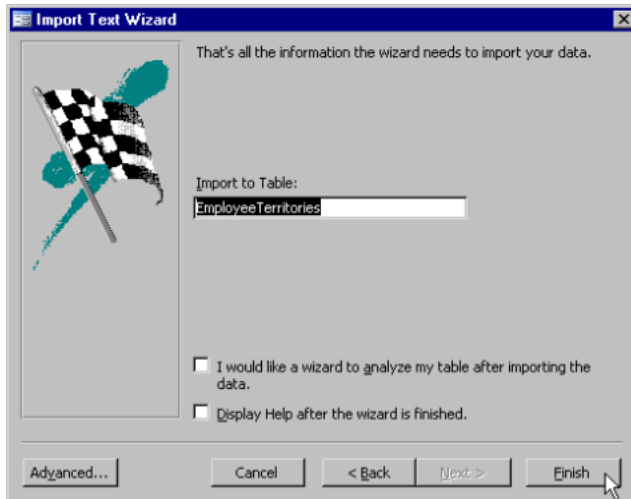 Import Text Wizard
That's all the information the wizard needs to import your data.
Import to Table:
EmployeeTerritories
I would like a wizard to analyze my table after importing the
data.
Display Help after the wizard is finished.
Advanced... Cancel < Back Next > Finish